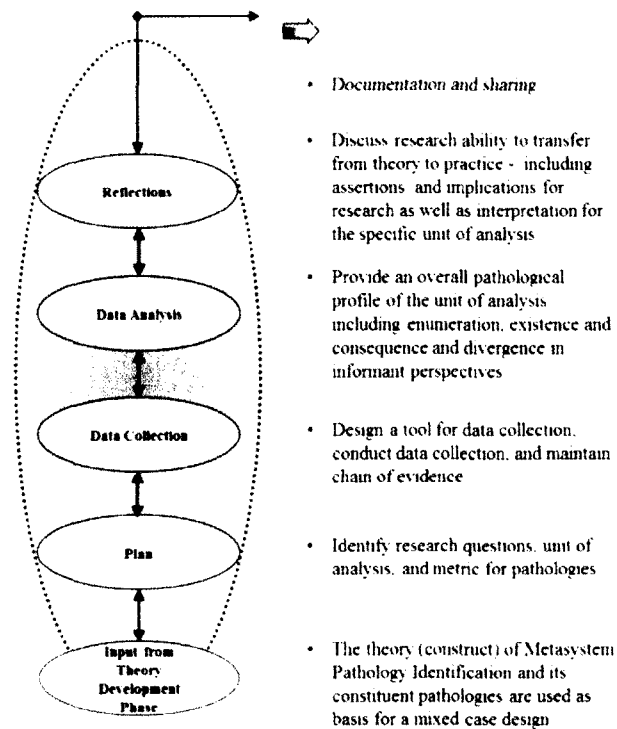 • Documentation and sharing
• Discuss research ability to transfer
from theory to practice - including
assertions and implications for
research as well as interpretation for
the specific unit of analysis
Reflections
• Provide an overall pathological
profile of the unit of analysis
including enumeration, existence and
consequence and divergence in
informant perspectives
Data Analysis
• Design a tool for data collection,
conduct data collection, and maintain
chain of evidence
Data Collection
• Identify research questions, unit of
analysis, and metric for pathologies
Plan
• The theory (construct) of Metasystem
Pathology Identification and its
constituent pathologies are used as
basis for a mixed case design
Input from
Theory
Development
Phase